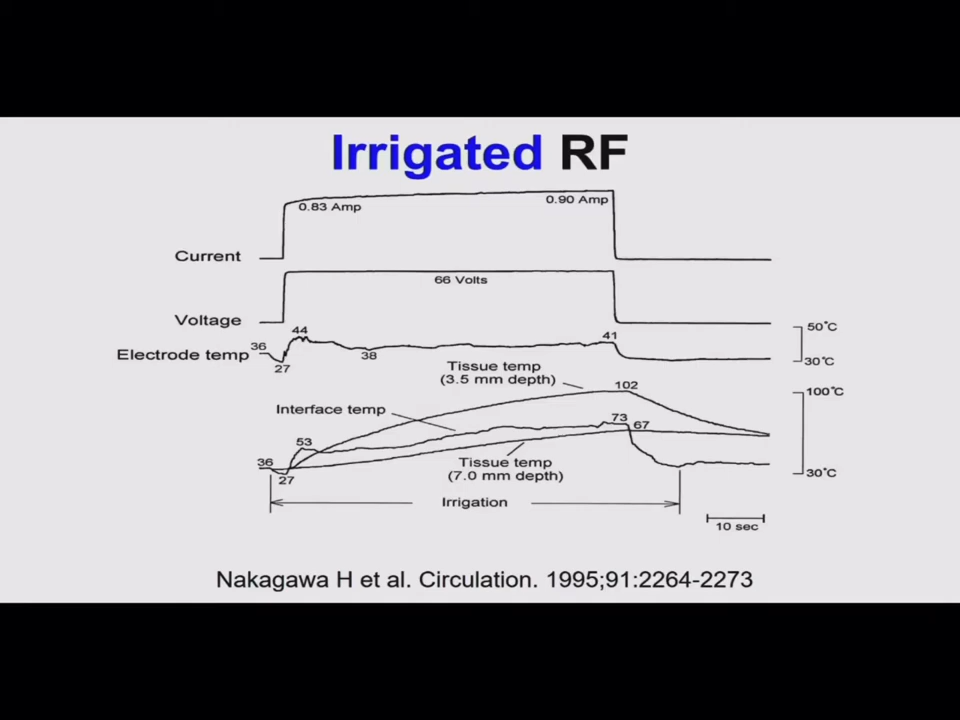 Irrigated RF
0.83 Amp
0.90 Amp
Current
66 Volts
Voltage
44
50°C
36
41
38
Electrode temp
27
30°C
Tissue temp
(3.5 mm depth)
102
100°C
Interface temp
73
67
53
36
27
Tissue temp
(7.0 mm depth)
30°C
Irrigation
10 sec
Nakagawa H et al. Circulation. 1995;91:2264-2273